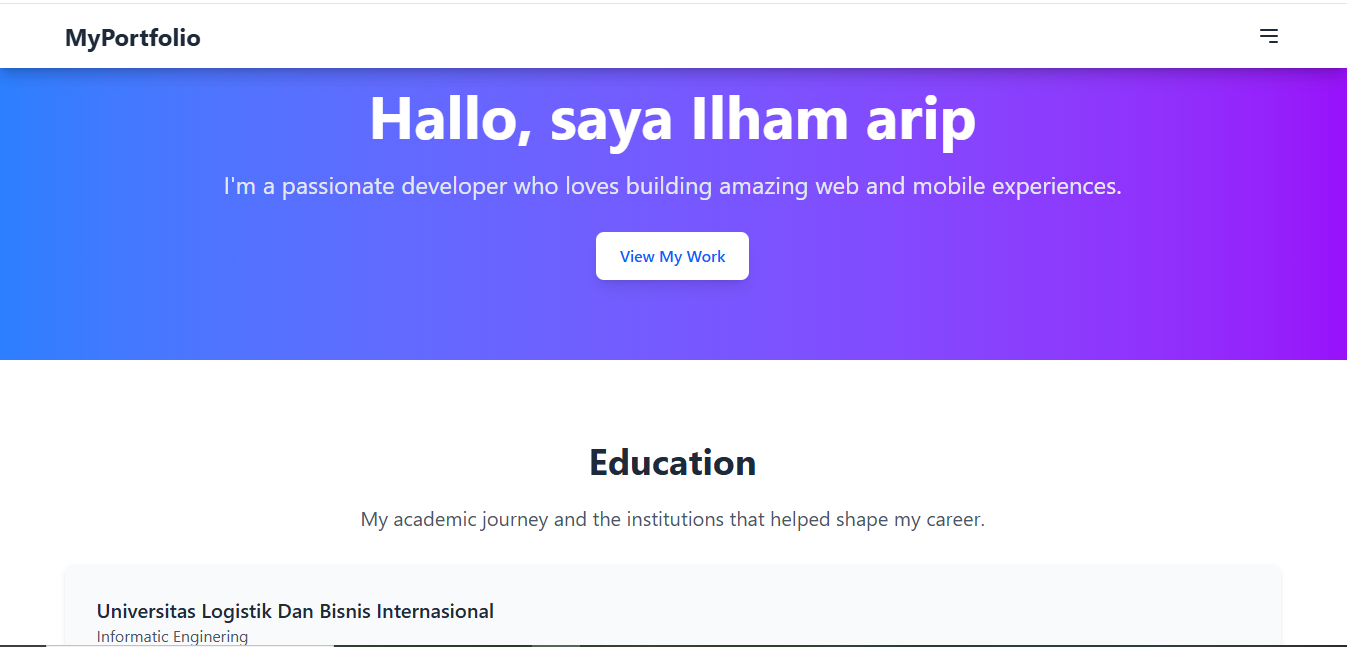 MyPortfolio
Hallo, saya Ilham arip
I'm a passionate developer who loves building amazing web and mobile experiences.
View My Work
Education
My academic journey and the institutions that helped shape my career.
Universitas Logistik Dan Bisnis Internasional
Informatic Enginering